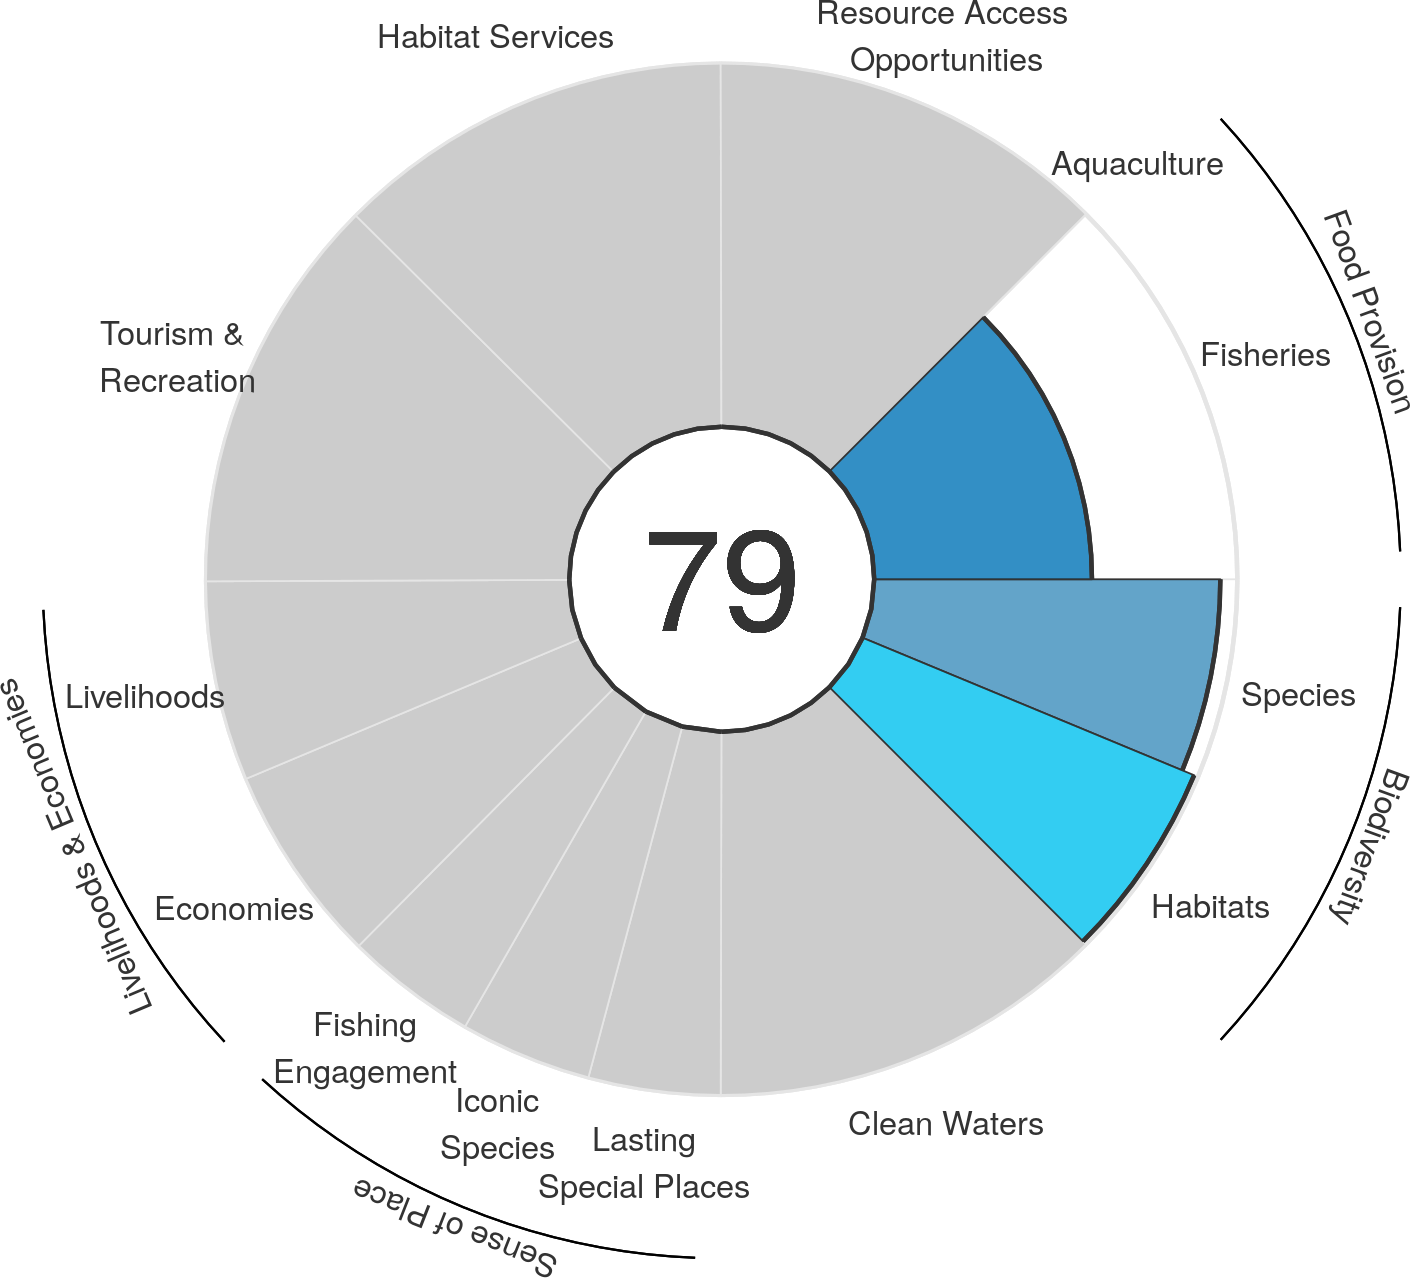 Resource Access
Opportunities
Habitat Services
Aquaculture
Food Provision
Fisheries
Tourism &
Recreation
79
Species
Livelihoods
Livelihoods & Economies
Biodiversity
Habitats
Economies
Fishing
Engagement
Iconic
Species
Lasting
Special Places
Clean Waters
Sense of Place